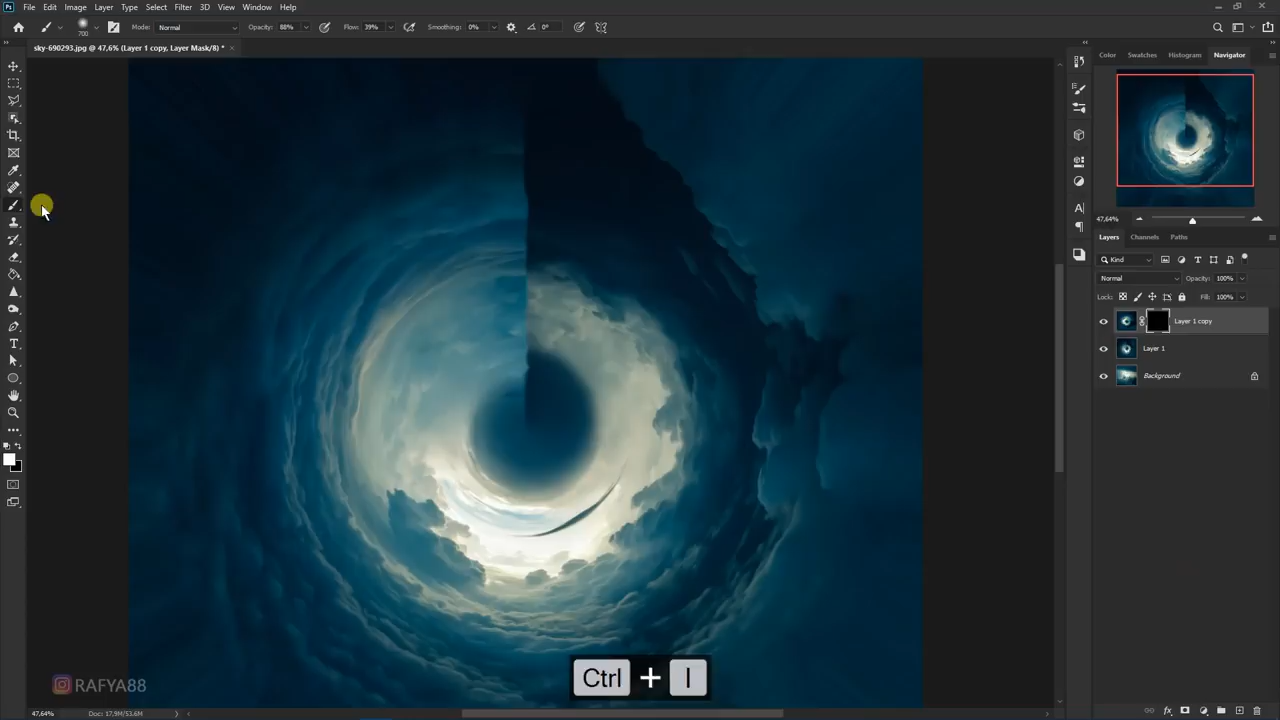 Ps File Edit Image Layer Type Select Filter 3D View Window Help
700 Mode: Normal Opacity: 88% Flow: 39% Smoothing: 0% 0°
sky-690293.jpg @ 47,6% (Layer 1 copy, Layer Mask/8) *
Color Swatches Histogram Navigator
47,64%
Layers Channels Paths
Kind
Normal Opacity: 100%
Lock: Fill: 100%
Layer 1 copy
Layer 1
Background
Ctrl + I
RAFYA88
47,64% Doc: 17,9M/53,6M